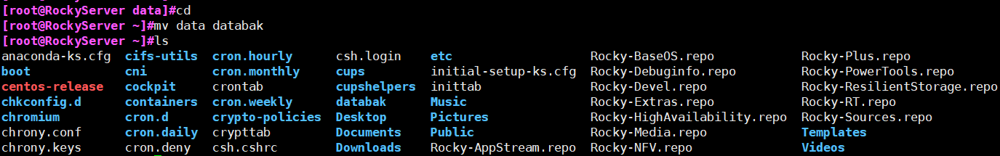 [root@RockyServer data]#cd
[root@RockyServer ~]#mv data databak
[root@RockyServer ~]#ls
anaconda-ks.cfg cifs-utils cron.hourly csh.login etc Rocky-BaseOS.repo Rocky-Plus.repo
boot cni cron.monthly cups initial-setup-ks.cfg Rocky-Debuginfo.repo Rocky-PowerTools.repo
centos-release cockpit crontab cupshelpers inittab Rocky-Devel.repo Rocky-ResilientStorage.repo
chkconfig.d containers cron.weekly databak Music Rocky-Extras.repo Rocky-RT.repo
chromium cron.d crypto-policies Desktop Pictures Rocky-HighAvailability.repo Rocky-Sources.repo
chrony.conf cron.daily crypttab Documents Public Rocky-Media.repo Templates
chrony.keys cron.deny csh.cshrc Downloads Rocky-AppStream.repo Rocky-NFV.repo Videos